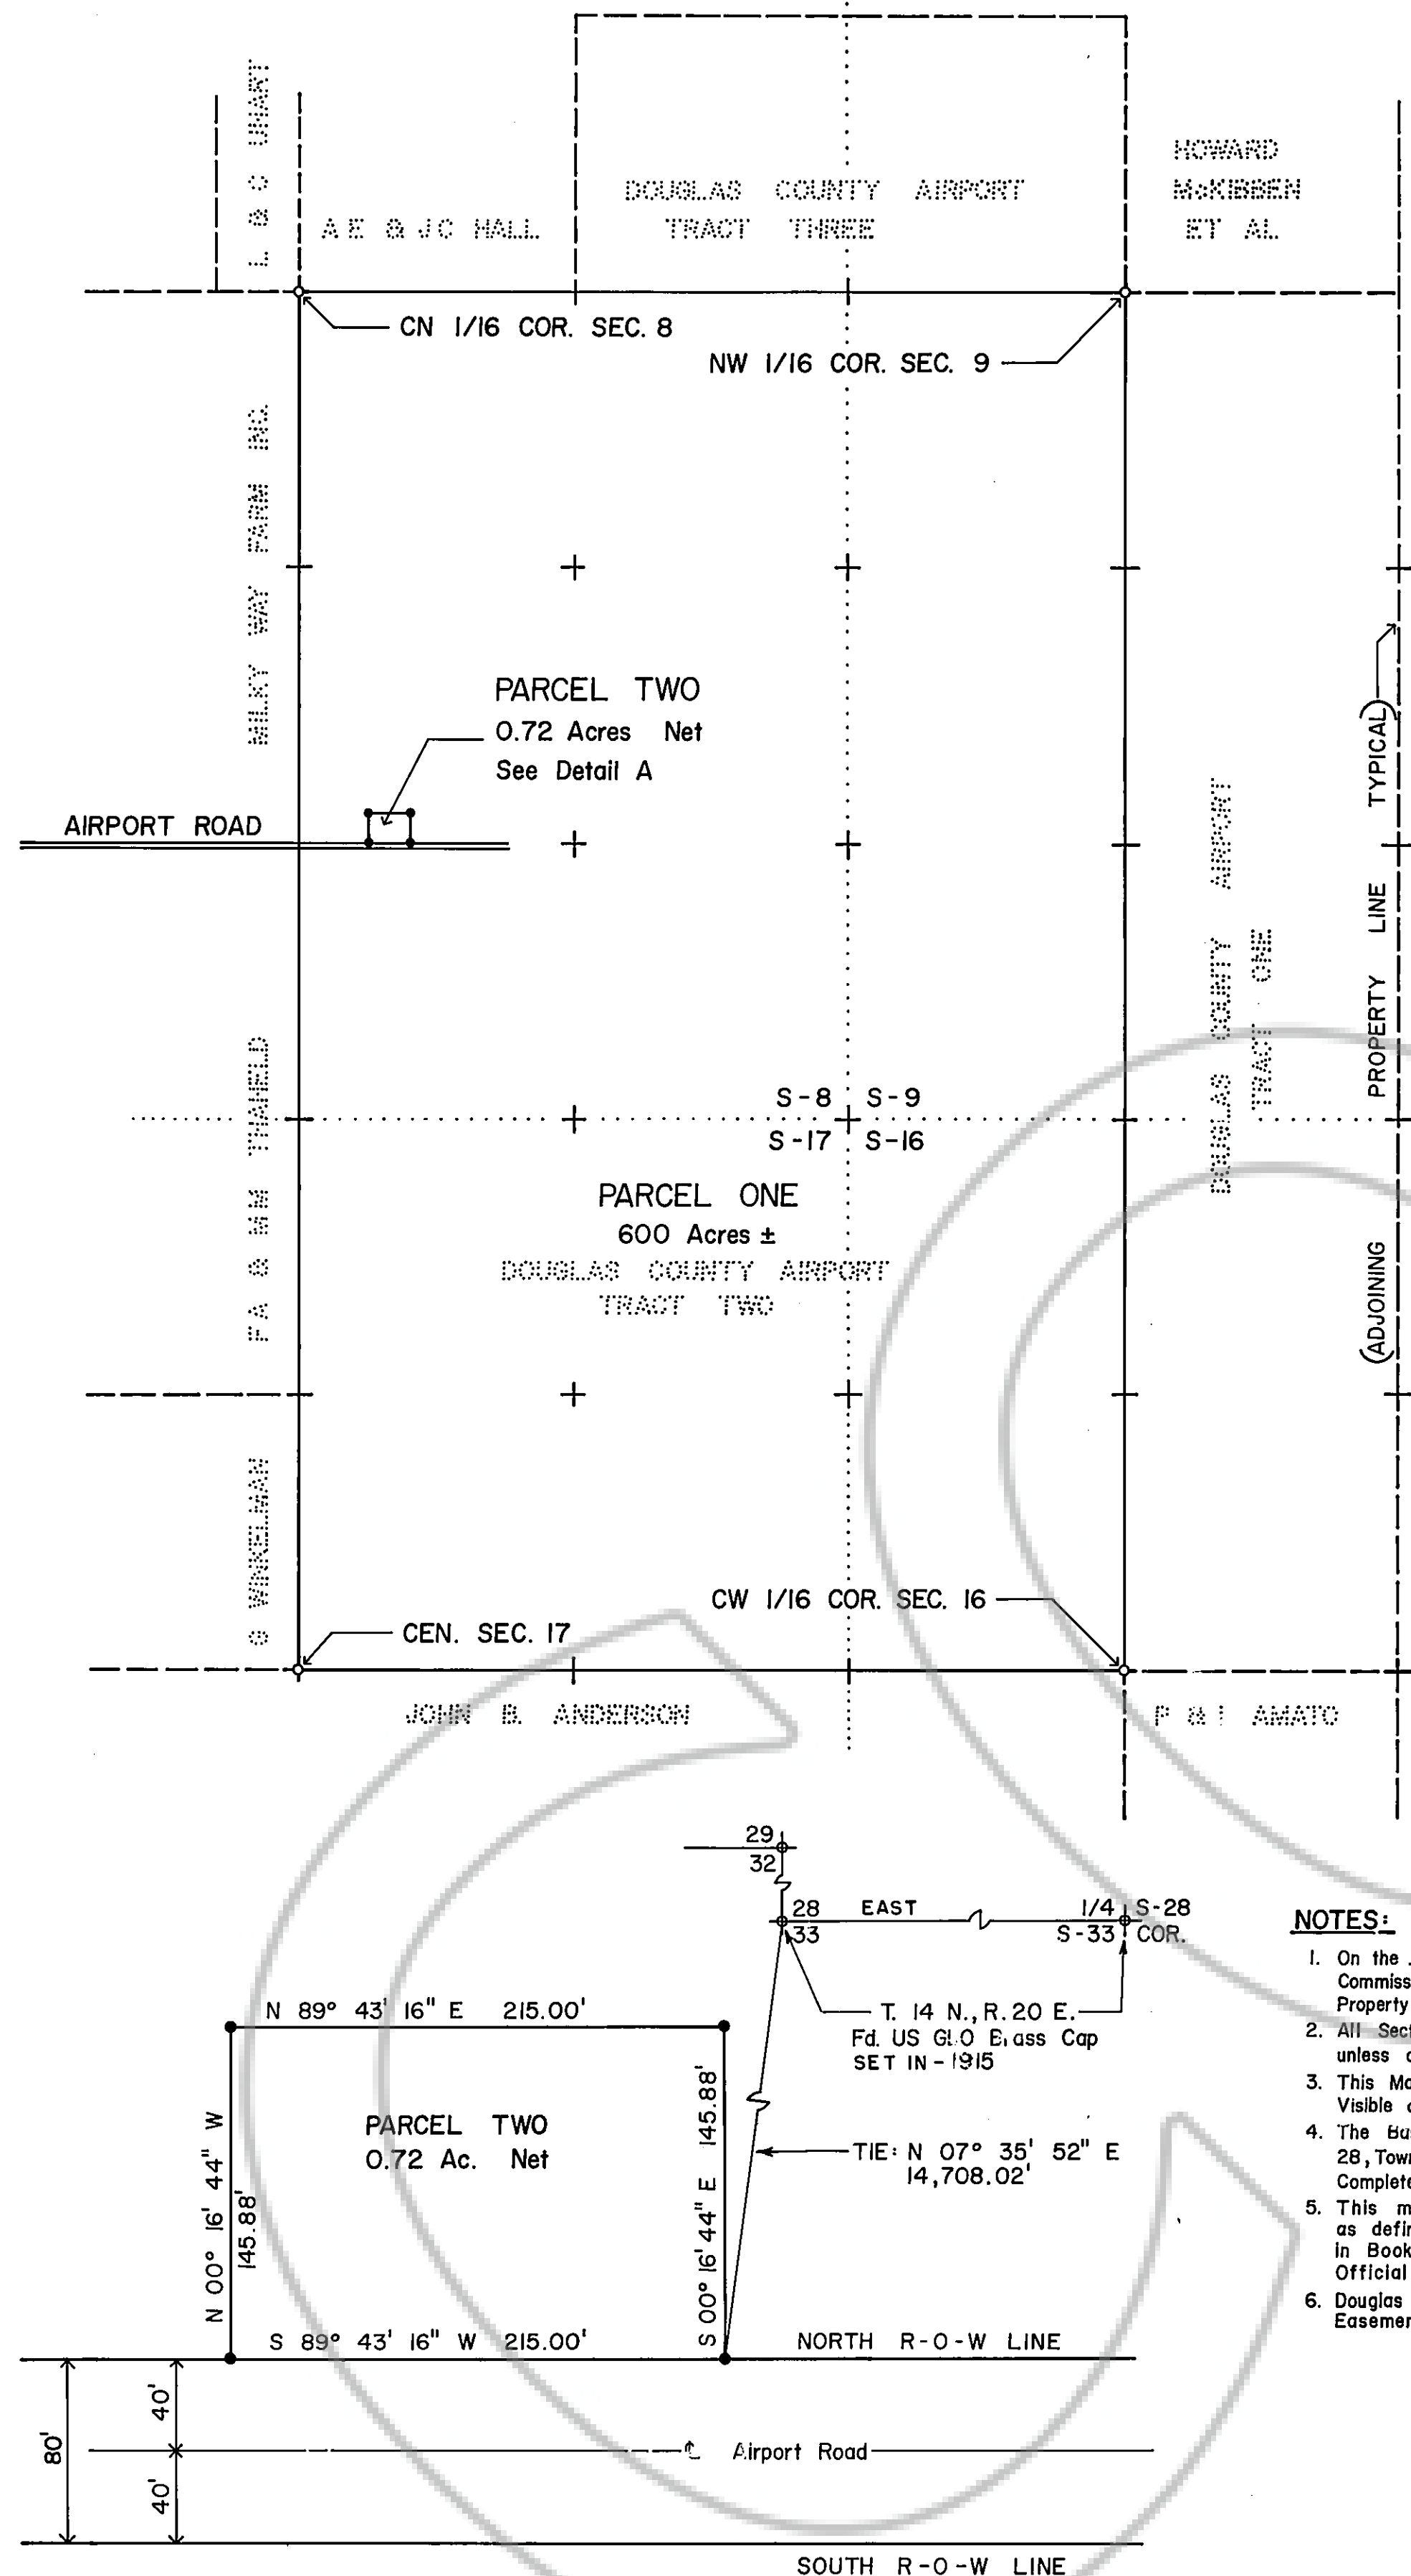 L & C UHART
A E & J C HALL
DOUGLAS COUNTY AIRPORT
TRACT THREE
HOWARD
McKIBBEN
ET AL
CN 1/16 COR. SEC. 8
NW 1/16 COR. SEC. 9
MILKY WAY FARM INC.
PARCEL TWO
0.72 Acres Net
See Detail A
AIRPORT ROAD
(ADJOINING PROPERTY LINE TYPICAL)
DOUGLAS COUNTY AIRPORT
TRACT ONE
F A & M M THAHELD
S-8 S-9
S-17 S-16
PARCEL ONE
600 Acres ±
DOUGLAS COUNTY AIRPORT
TRACT TWO
C WINKELMAN
CW 1/16 COR. SEC. 16
CEN. SEC. 17
JOHN B. ANDERSON
P & I AMATO
29
32
28 EAST 1/4 S-28
33 S-33 COR.
T. 14 N., R. 20 E.
Fd. US GLO Brass Cap
SET IN - 1915
N 89° 43' 16" E 215.00'
PARCEL TWO
0.72 Ac. Net
N 00° 16' 44" W
145.88'
S 00° 16' 44" E 145.88'
TIE: N 07° 35' 52" E
14,708.02'
S 89° 43' 16" W 215.00'
NORTH R-O-W LINE
80'
40'
40'
℄ Airport Road
SOUTH R-O-W LINE
NOTES:
1. On the
Commiss
Property
2. All Sect
unless
3. This Ma
Visible
4. The Ba
28, Town
Complete
5. This m
as defin
in Book
Official
6. Douglas
Easemen